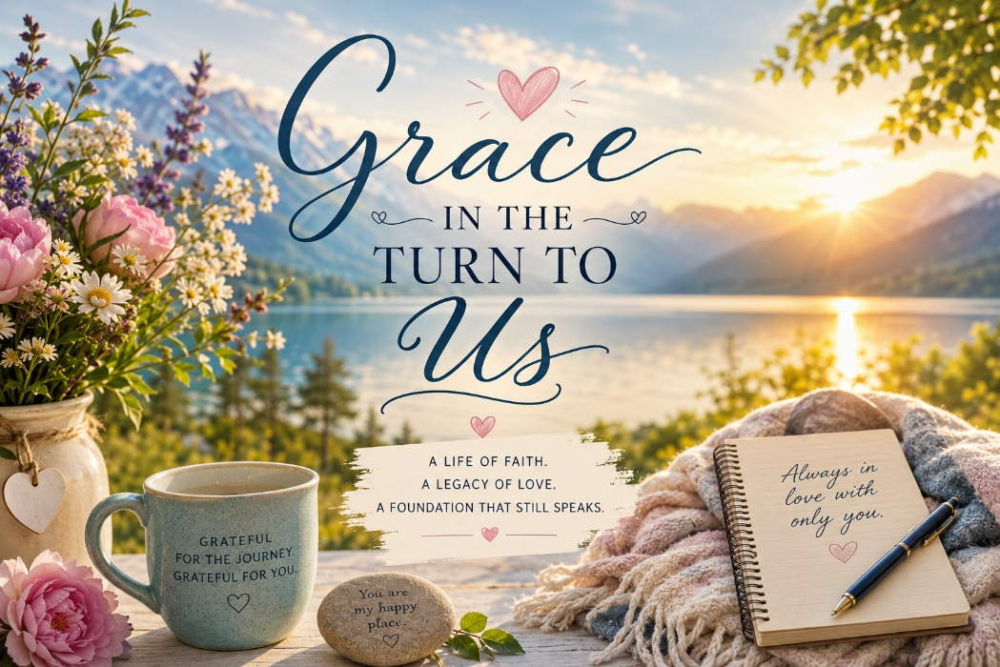 Grace
IN THE
TURN TO
Us
A LIFE OF FAITH.
A LEGACY OF LOVE.
A FOUNDATION THAT STILL SPEAKS.
GRATEFUL
FOR THE JOURNEY.
GRATEFUL FOR YOU.
You are
my happy
place.
Always in
love with
only you.